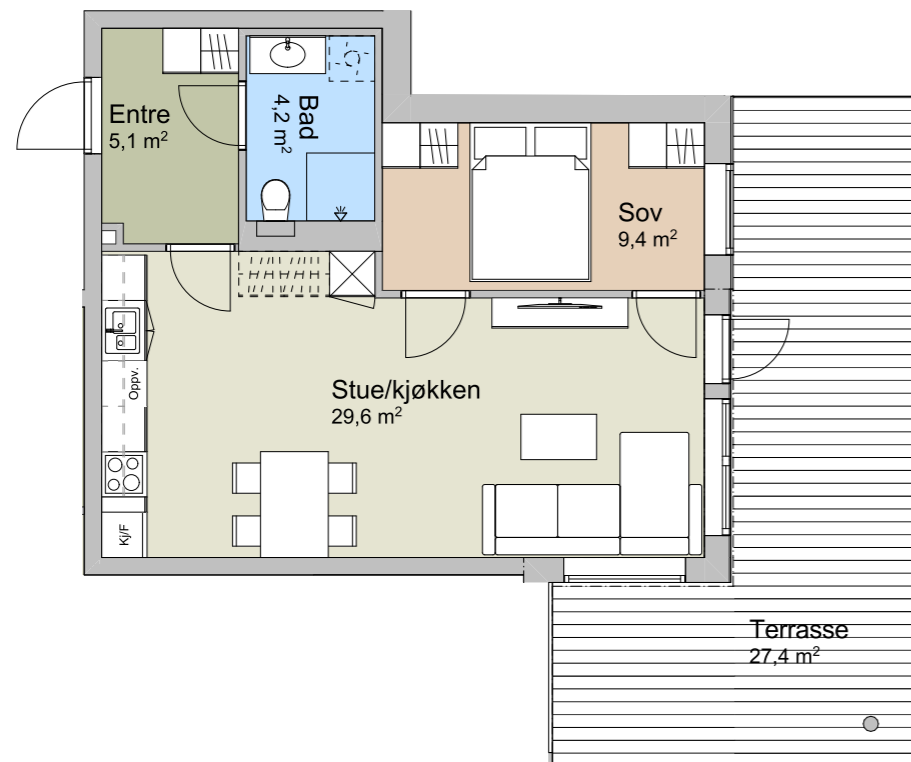 Entre
5,1 m²
Bad
4,2 m²
Sov
9,4 m²
Stue/kjøkken
29,6 m²
Oppv.
Kj/F
Terrasse
27,4 m²